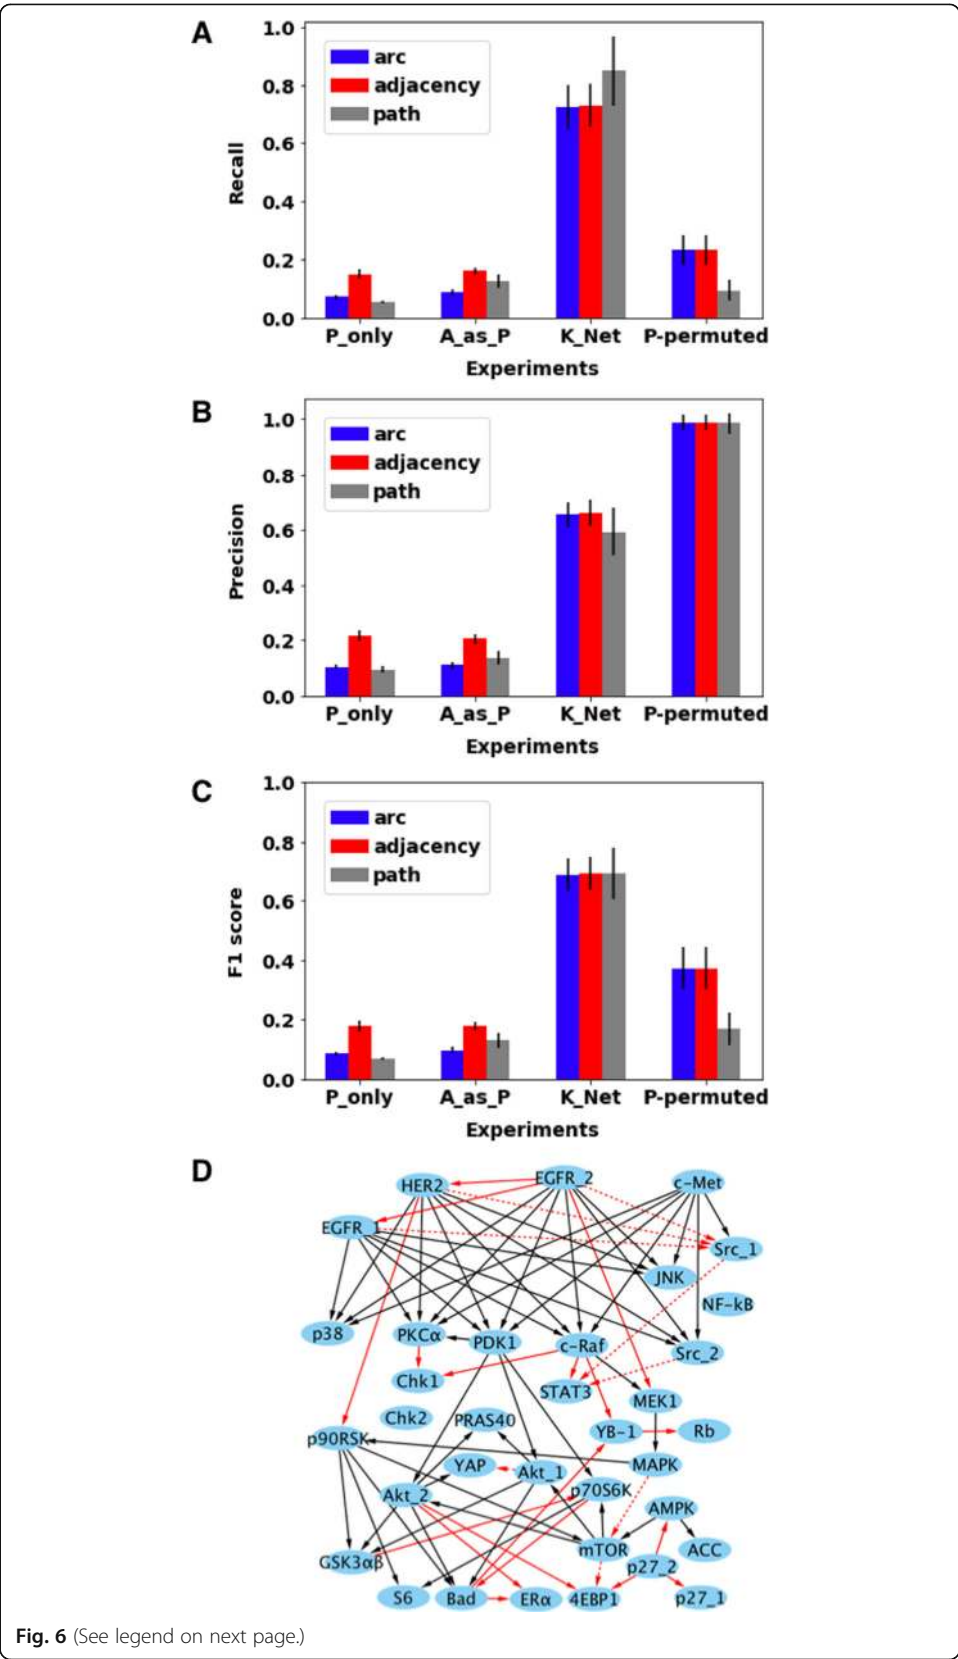 A
1.0
0.8
0.6
0.4
0.2
0.0
Recall
arc
adjacency
path
P_only A_as_P K_Net P-permuted
Experiments
B
1.0
0.8
0.6
0.4
0.2
0.0
Precision
arc
adjacency
path
P_only A_as_P K_Net P-permuted
Experiments
C
1.0
0.8
0.6
0.4
0.2
0.0
F1 score
arc
adjacency
path
P_only A_as_P K_Net P-permuted
Experiments
D
HER2 EGFR_2 c-Met
EGFR_1
Src_1
JNK
NF-kB
p38 PKCα PDK1 c-Raf Src_2
Chk1
STAT3
MEK1
Chk2 PRAS40
YB-1 Rb
p90RSK
YAP Akt_1 MAPK
Akt_2 p70S6K
AMPK
GSK3αβ mTOR ACC
p27_2
S6 Bad ERα 4EBP1 p27_1
Fig. 6 (See legend on next page.)